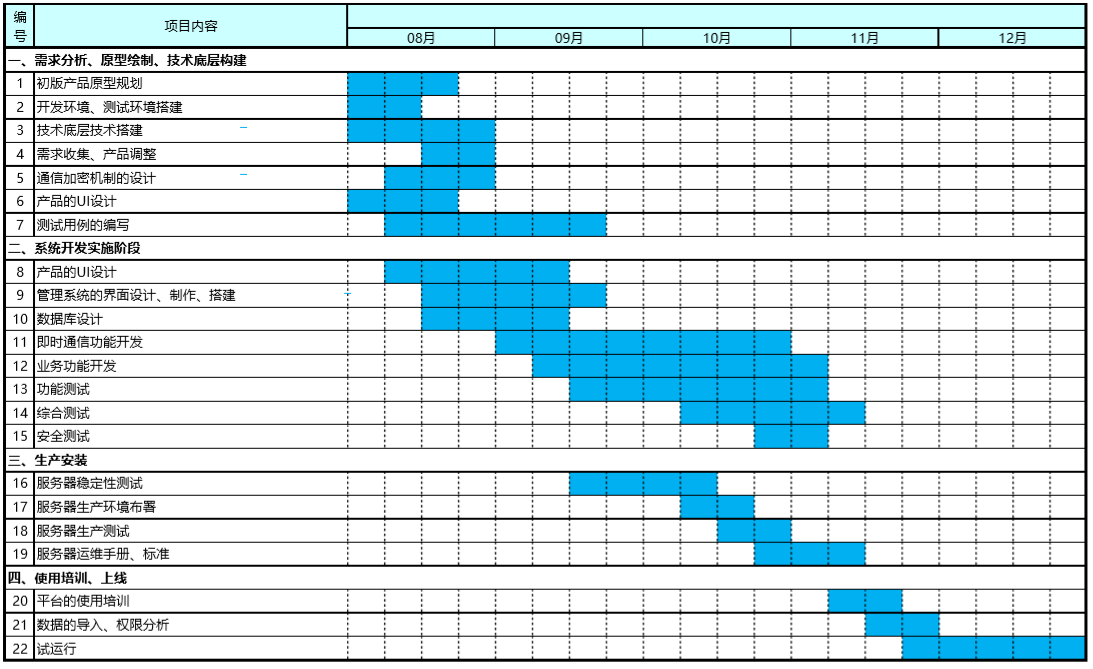 编号
项目内容
08月 09月 10月 11月 12月
一、需求分析、原型绘制、技术底层构建
1 初版产品原型规划
2 开发环境、测试环境搭建
3 技术底层技术搭建
4 需求收集、产品调整
5 通信加密机制的设计
6 产品的UI设计
7 测试用例的编写
二、系统开发实施阶段
8 产品的UI设计
9 管理系统的界面设计、制作、搭建
10 数据库设计
11 即时通信功能开发
12 业务功能开发
13 功能测试
14 综合测试
15 安全测试
三、生产安装
16 服务器稳定性测试
17 服务器生产环境布署
18 服务器生产测试
19 服务器运维手册、标准
四、使用培训、上线
20 平台的使用培训
21 数据的导入、权限分析
22 试运行